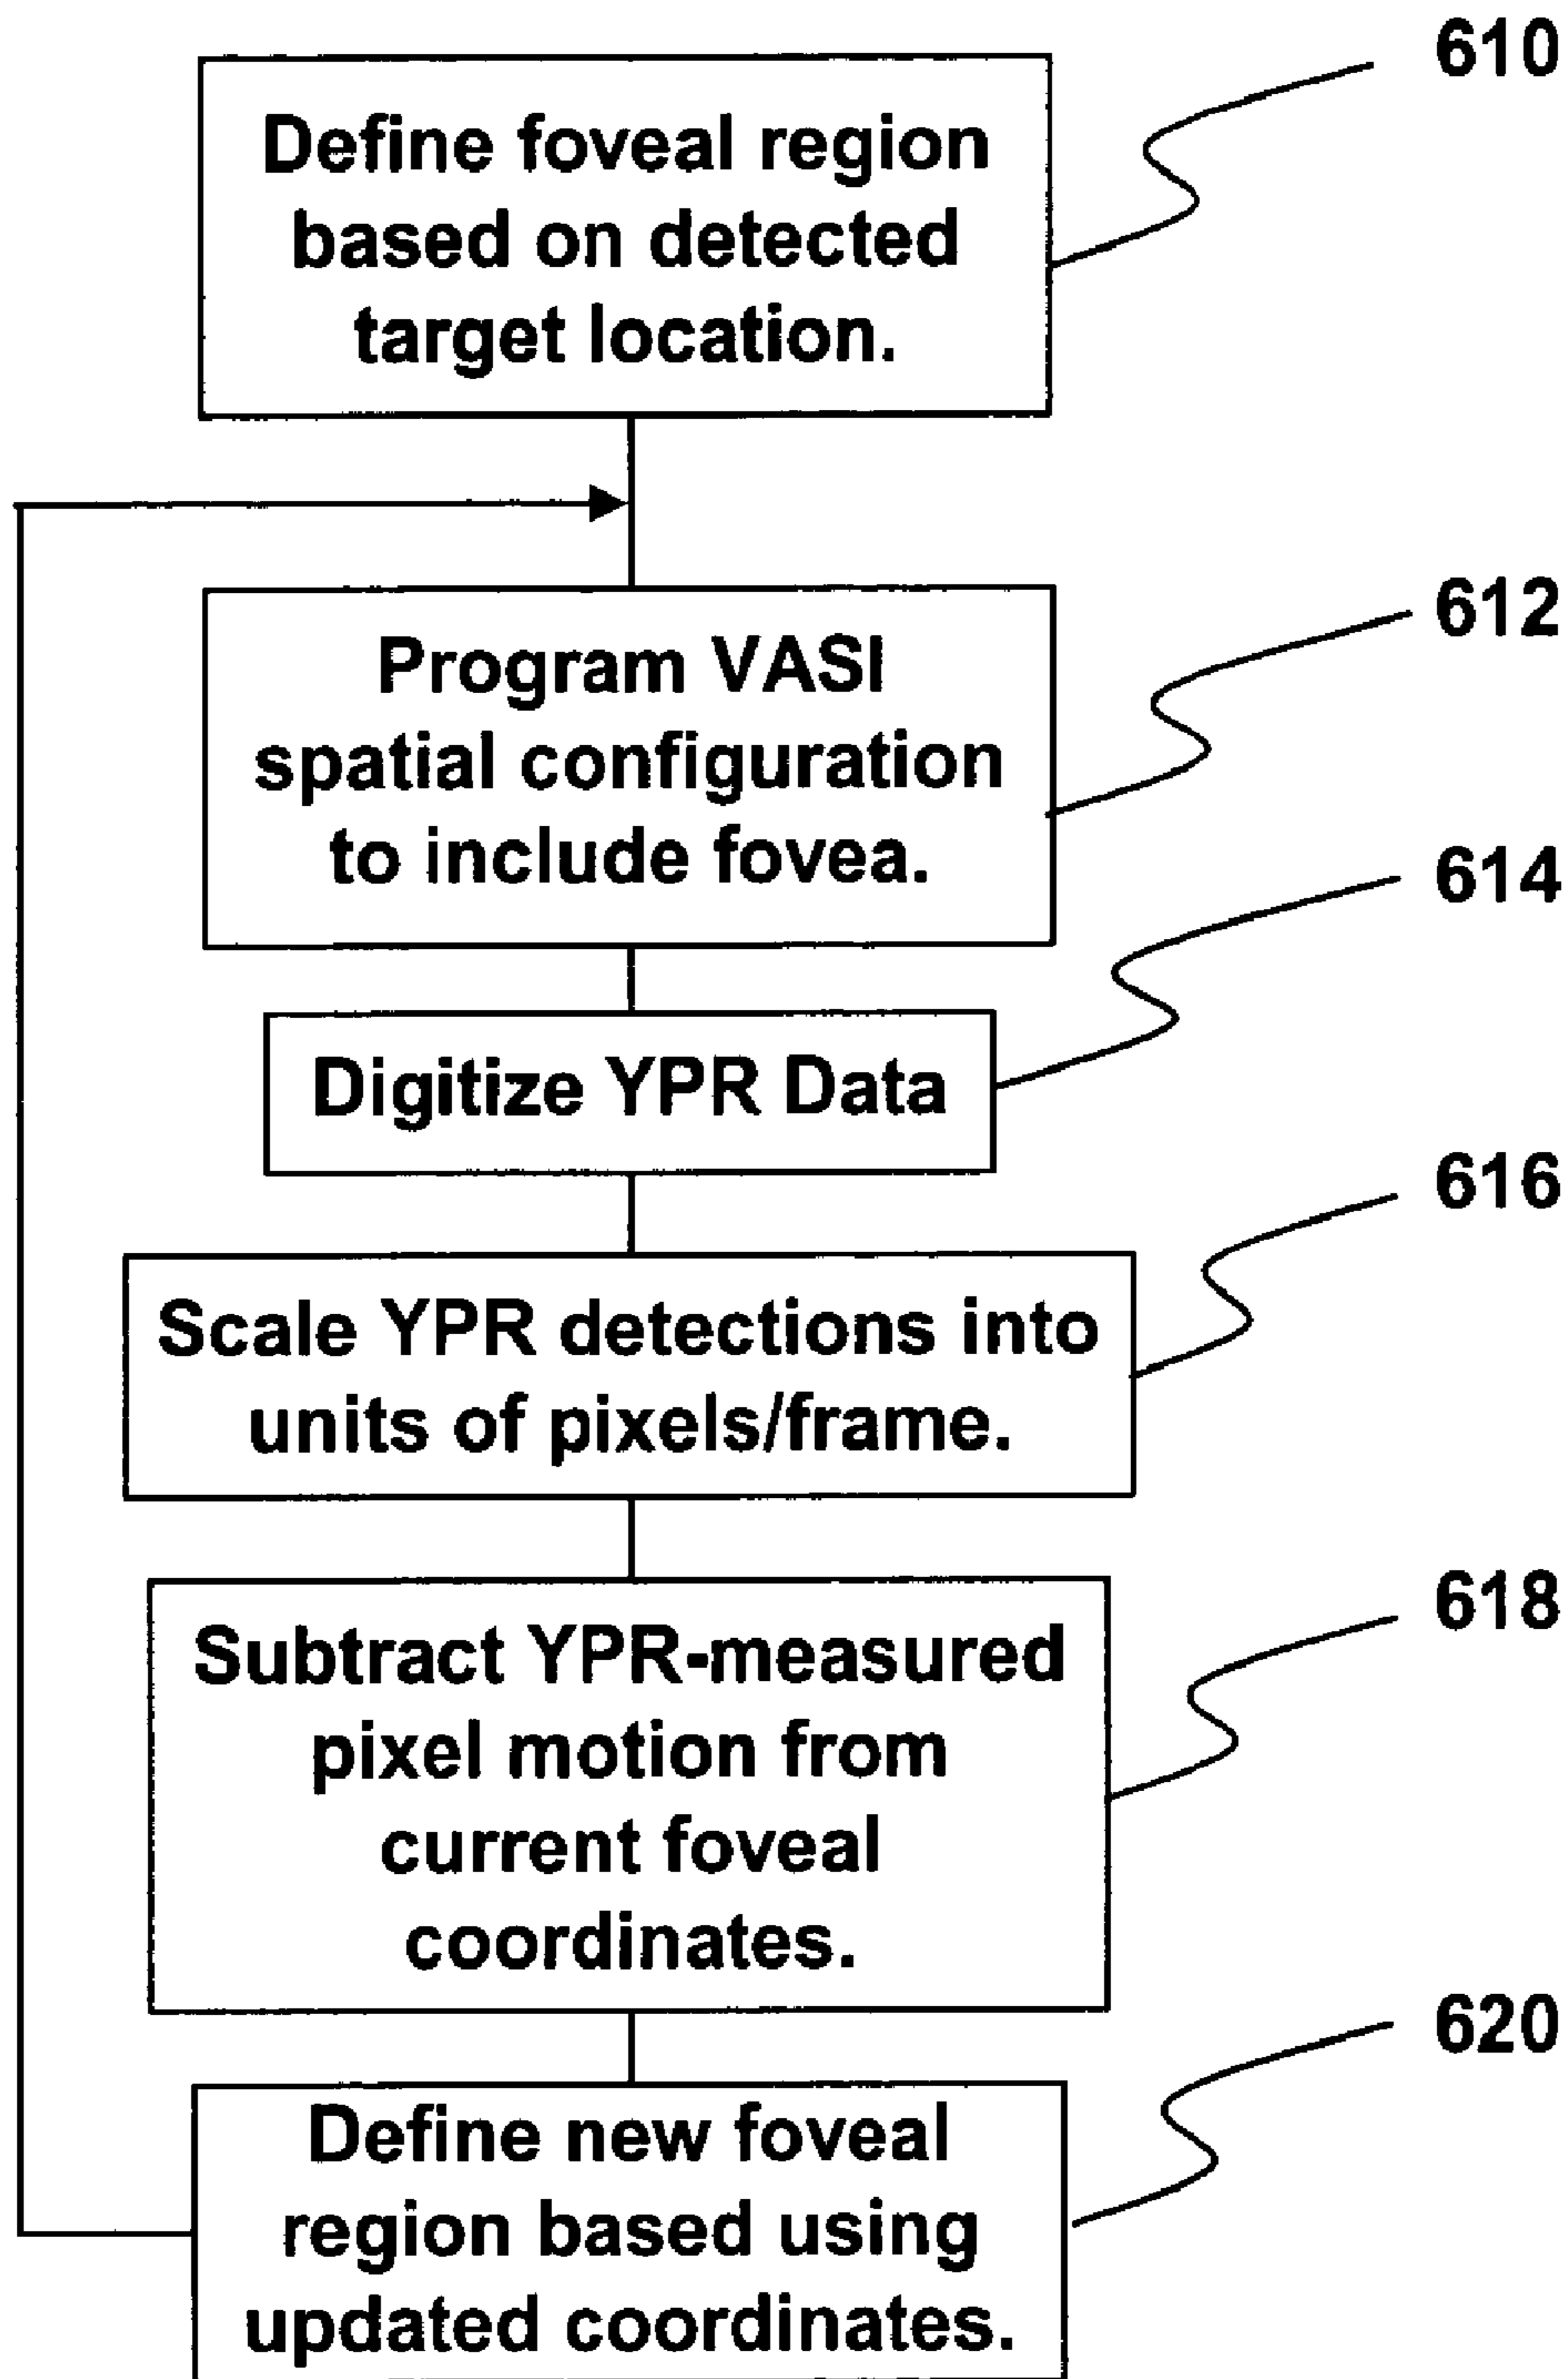 610
Define foveal region
based on detected
target location.
612
Program VASI
spatial configuration
to include fovea.
614
Digitize YPR Data
616
Scale YPR detections into
units of pixels/frame.
618
Subtract YPR-measured
pixel motion from
current foveal
coordinates.
620
Define new foveal
region based using
updated coordinates.